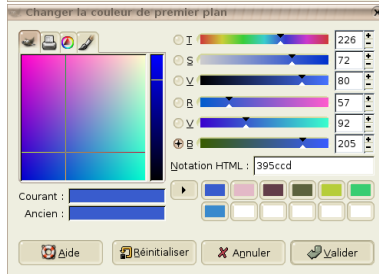 Changer la couleur de premier plan
T 226
S 72
V 80
R 57
V 92
B 205
Notation HTML : 395ccd
Courant :
Ancien :
Aide Réinitialiser Annuler Valider